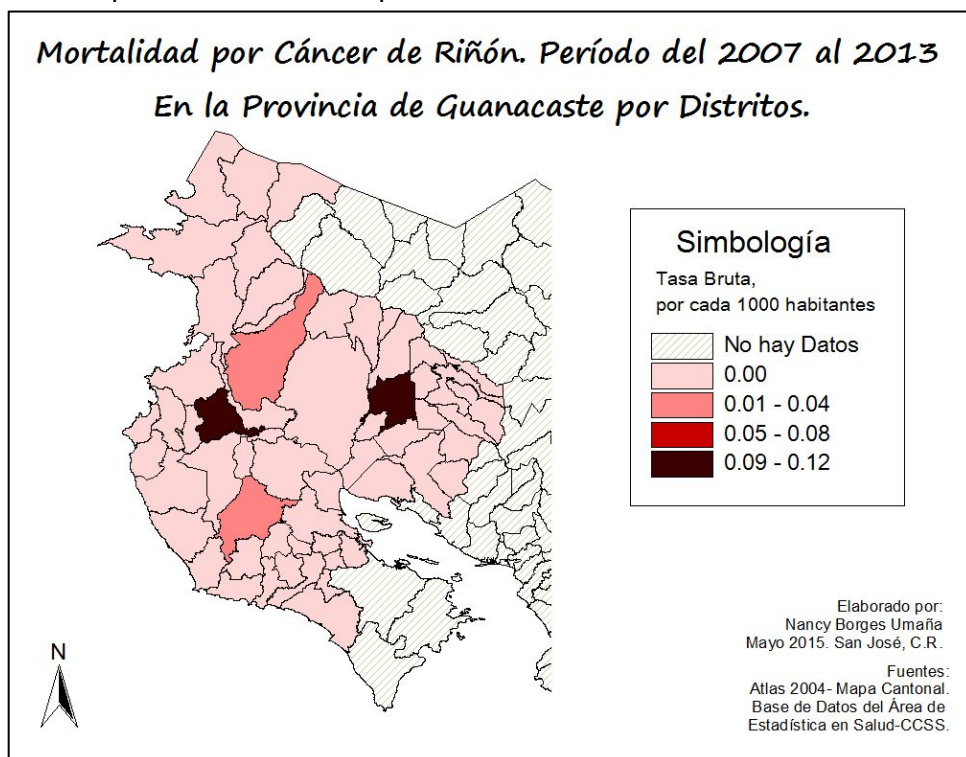 Mortalidad por Cáncer de Riñón. Período del 2007 al 2013
En la Provincia de Guanacaste por Distritos.
Simbología
Tasa Bruta,
por cada 1000 habitantes
No hay Datos
0.00
0.01 - 0.04
0.05 - 0.08
0.09 - 0.12
Elaborado por:
Nancy Borges Umaña
Mayo 2015. San José, C.R.
Fuentes:
Atlas 2004- Mapa Cantonal.
Base de Datos del Área de
Estadística en Salud-CCSS.
N